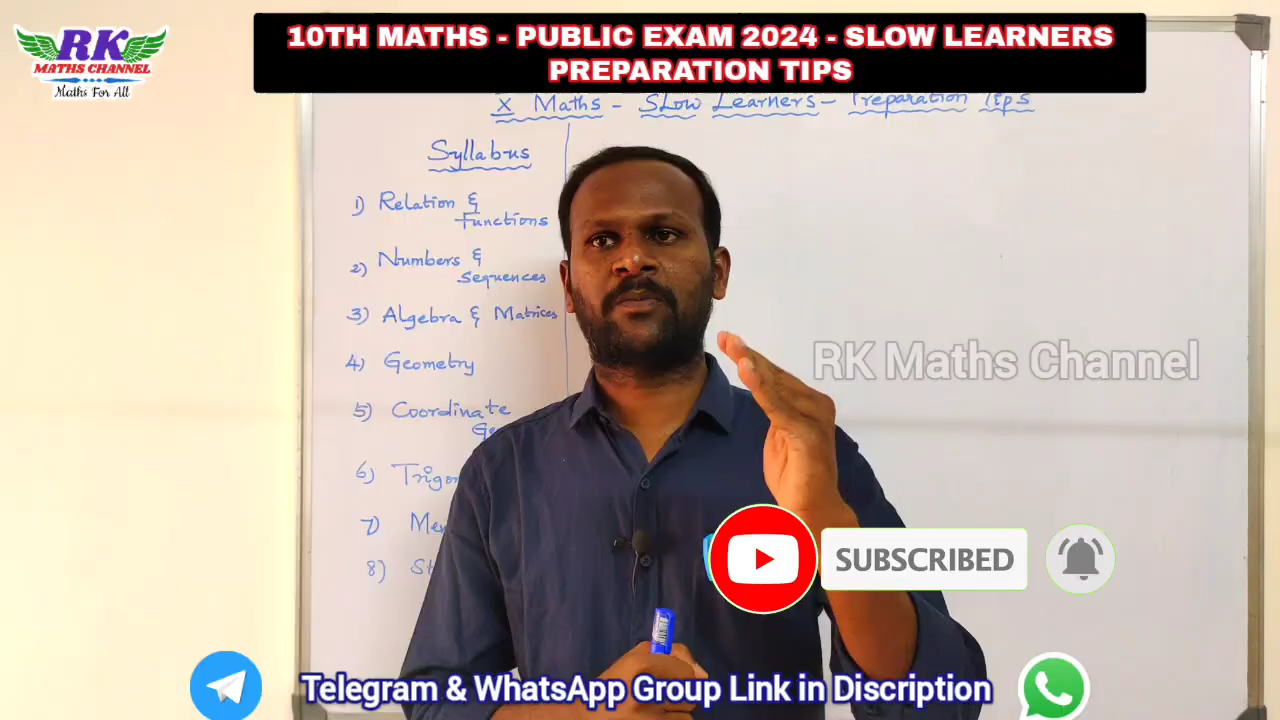 RK
MATHS CHANNEL
Maths For All
10TH MATHS - PUBLIC EXAM 2024 - SLOW LEARNERS
PREPARATION TIPS
X Maths - Slow Learners - Preparation Tips
Syllabus
1) Relation &
Functions
2) Numbers &
Sequences
3) Algebra & Matrices
4) Geometry
5) Coordinate
6)
7)
8)
RK Maths Channel
SUBSCRIBED
Telegram & WhatsApp Group Link in Discription